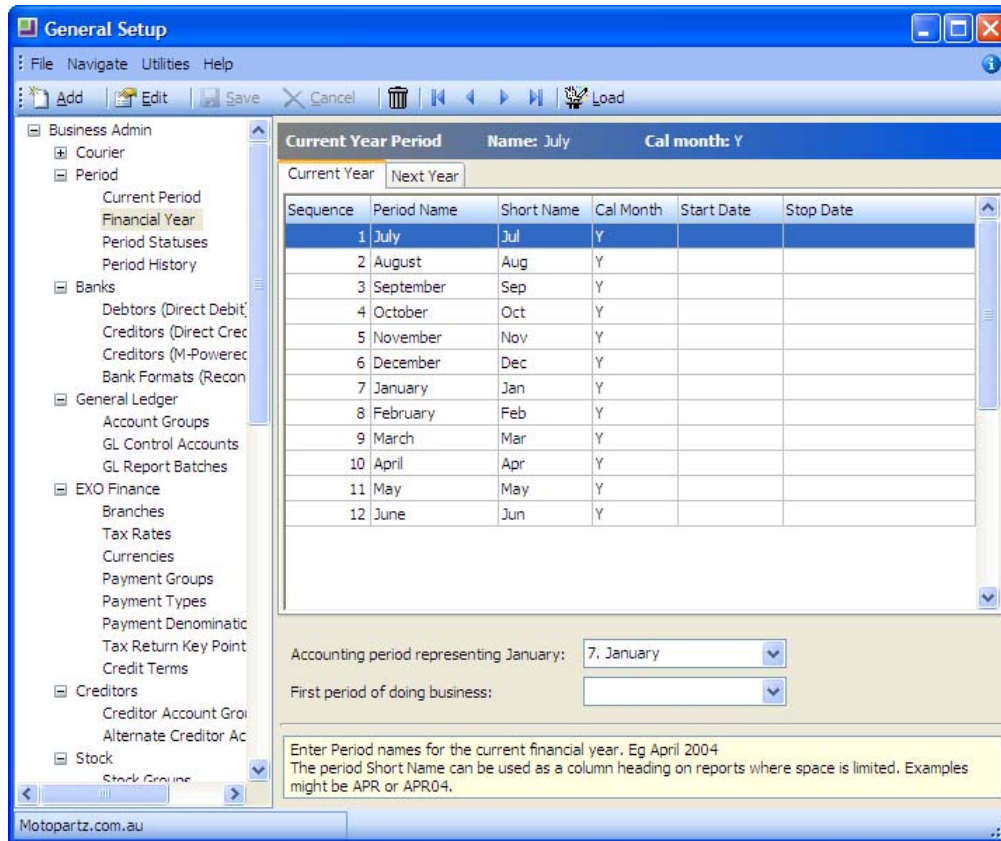 General Setup
File Navigate Utilities Help
Add Edit Save Cancel Load
Business Admin
Courier
Period
Current Period
Financial Year
Period Statuses
Period History
Banks
Debtors (Direct Debit)
Creditors (Direct Crec
Creditors (M-Powerec
Bank Formats (Recon
General Ledger
Account Groups
GL Control Accounts
GL Report Batches
EXO Finance
Branches
Tax Rates
Currencies
Payment Groups
Payment Types
Payment Denominatic
Tax Return Key Point
Credit Terms
Creditors
Creditor Account Grou
Alternate Creditor Ac
Stock
Stock Groups
Current Year Period Name: July Cal month: Y
Current Year Next Year
Sequence Period Name Short Name Cal Month Start Date Stop Date
1 July Jul Y
2 August Aug Y
3 September Sep Y
4 October Oct Y
5 November Nov Y
6 December Dec Y
7 January Jan Y
8 February Feb Y
9 March Mar Y
10 April Apr Y
11 May May Y
12 June Jun Y
Accounting period representing January: 7. January
First period of doing business:
Enter Period names for the current financial year. Eg April 2004
The period Short Name can be used as a column heading on reports where space is limited. Examples
might be APR or APR04.
Motopartz.com.au